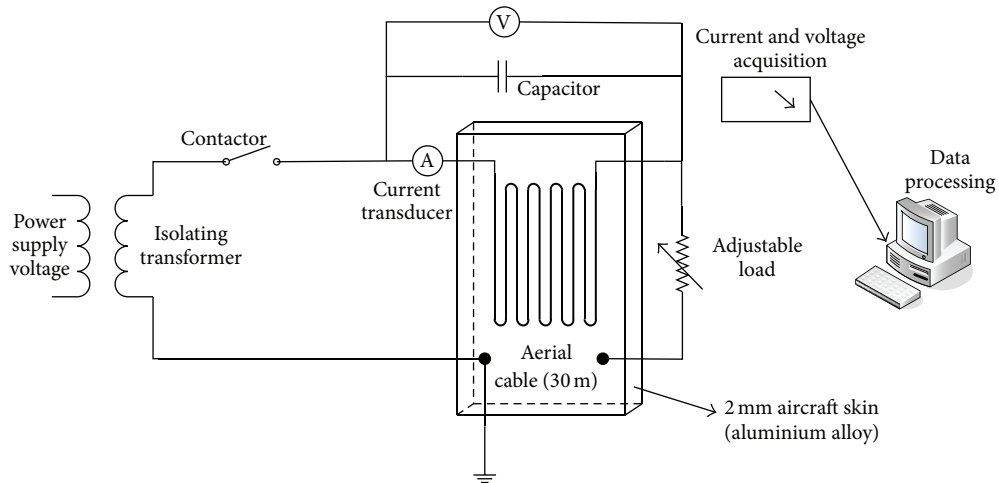 V
Current and voltage
acquisition
Capacitor
Contactor
A
Current
transducer
Data
processing
Power
supply
voltage
Isolating
transformer
Adjustable
load
Aerial
cable (30 m)
2 mm aircraft skin
(aluminium alloy)